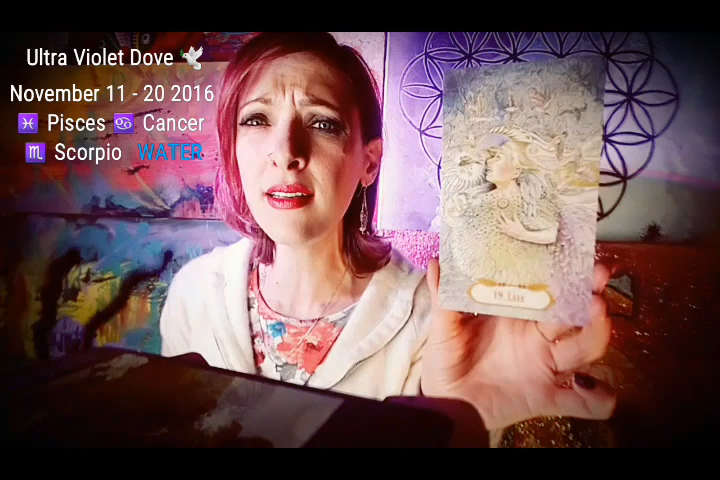 Ultra Violet Dove 🕊️
November 11 - 20 2016
♓ Pisces ♋ Cancer
♏ Scorpio WATER